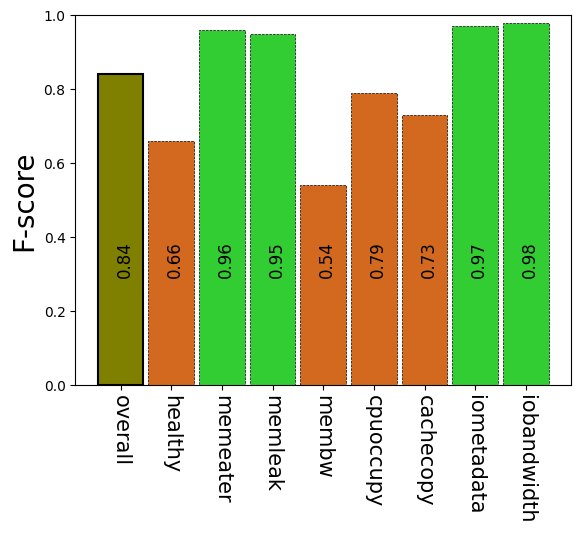 F-score
1.0
0.8
0.6
0.4
0.2
0.0
0.84
0.66
0.96
0.95
0.54
0.79
0.73
0.97
0.98
overall
healthy
memeater
memleak
membw
cpuoccupy
cachecopy
iometadata
iobandwidth